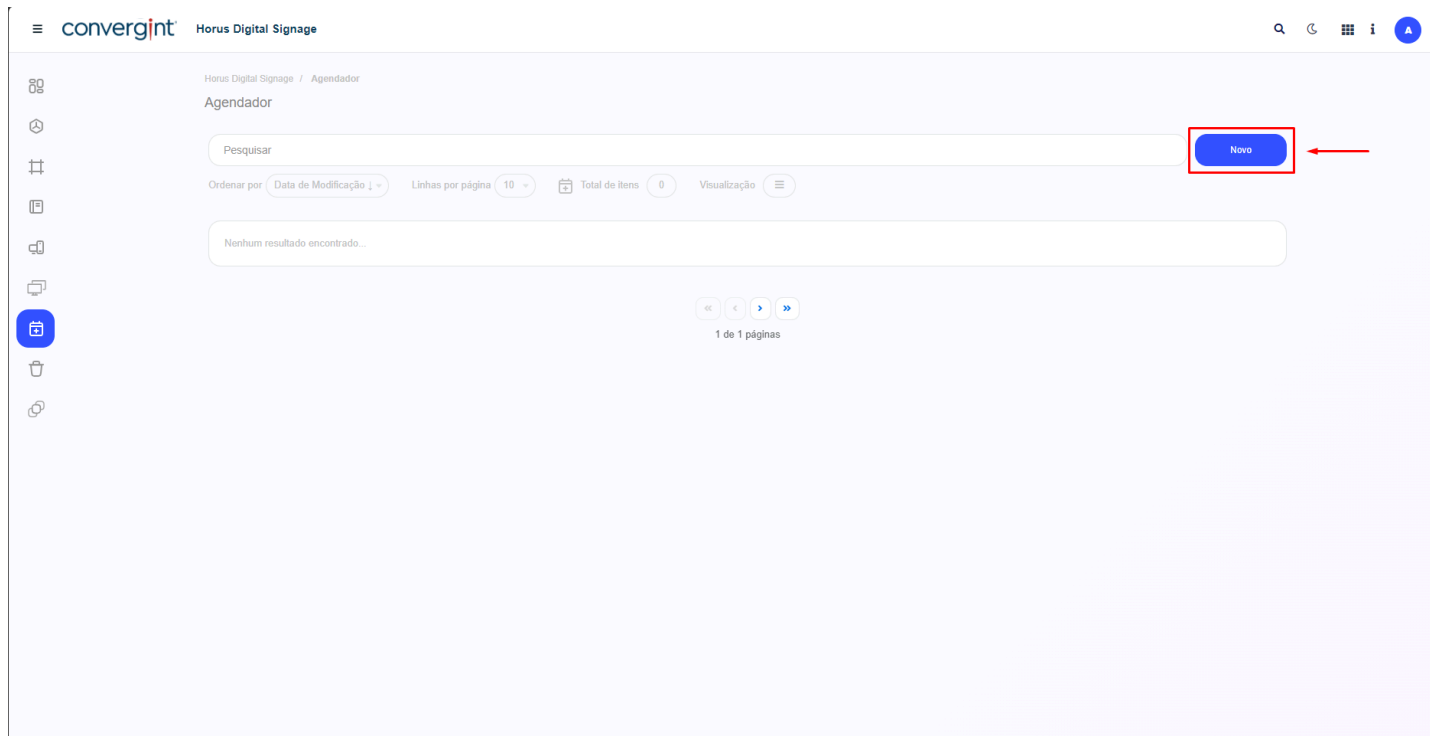 convergint Horus Digital Signage
i A
Horus Digital Signage / Agendador
Agendador
Pesquisar Novo
Ordenar por Data de Modificação ↓ Linhas por página 10 Total de itens 0 Visualização
Nenhum resultado encontrado...
« ‹ › »
1 de 1 páginas